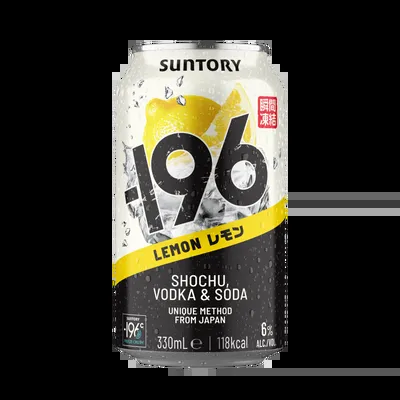 SUNTORY
瞬間
凍結
-196
LEMON レモン
SHOCHU,
VODKA & SODA
UNIQUE METHOD
FROM JAPAN
-196°C
330mL e 118kcal
6%
ALC./VOL.